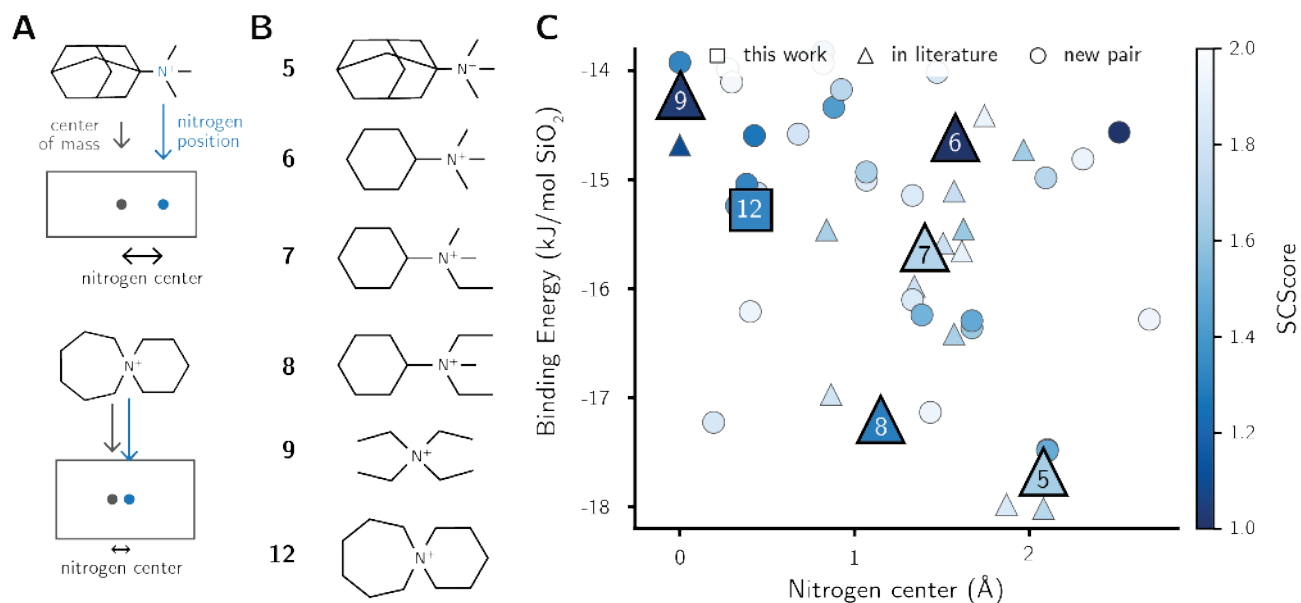 A
N⁺
center
of mass
nitrogen
position
nitrogen center
N⁺
nitrogen center
B
5
N⁺
6
N⁺
7
N⁺
8
N⁺
9
N⁺
12
N⁺
C
this work
in literature
new pair
-14
-15
-16
-17
-18
Binding Energy (kJ/mol SiO₂)
9
6
12
7
8
5
0
1
2
Nitrogen center (Å)
2.0
1.8
1.6
1.4
1.2
1.0
SCScore